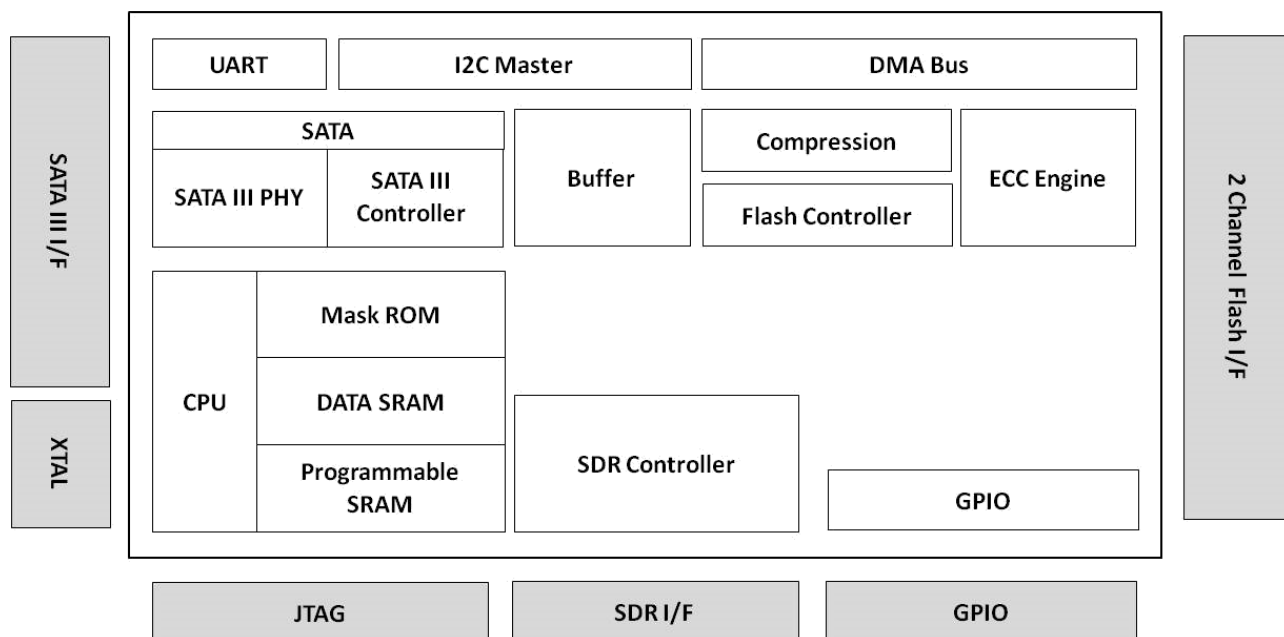 SATA III I/F
XTAL
UART
I2C Master
DMA Bus
SATA
SATA III PHY
SATA III
Controller
Buffer
Compression
Flash Controller
ECC Engine
CPU
Mask ROM
DATA SRAM
Programmable
SRAM
SDR Controller
GPIO
2 Channel Flash I/F
JTAG
SDR I/F
GPIO